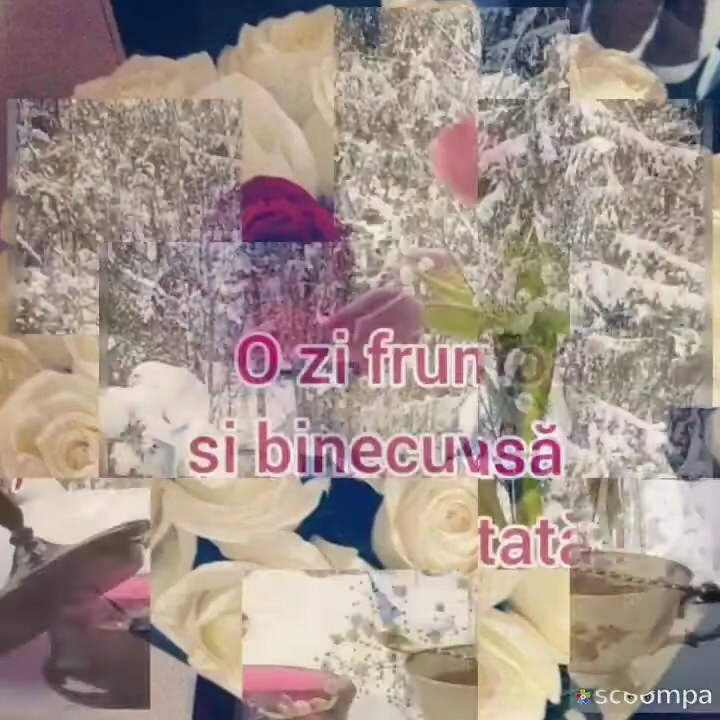 O zi frun o
si binecuvsă
tată
scoompa